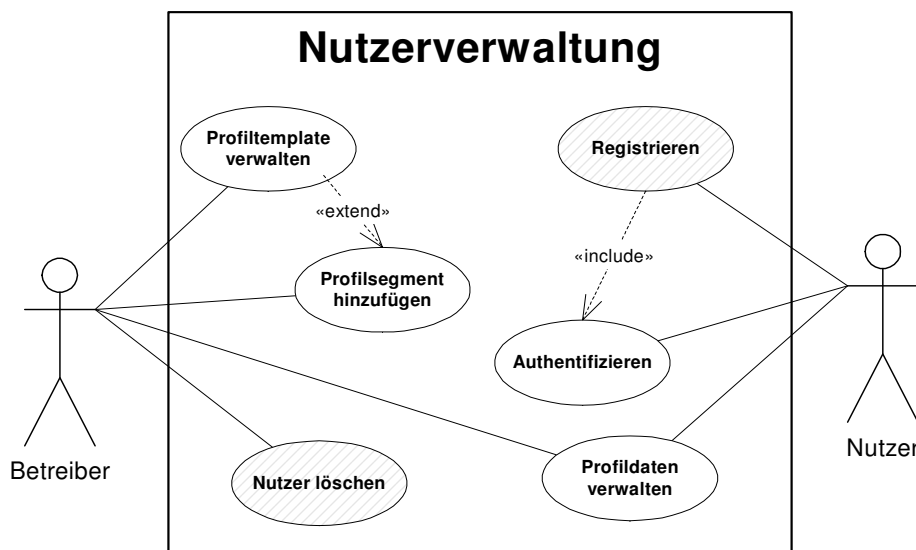 Nutzerverwaltung
Profiltemplate
verwalten
Registrieren
«extend»
«include»
Profilsegment
hinzufügen
Authentifizieren
Betreiber
Nutzer
Nutzer löschen
Profildaten
verwalten